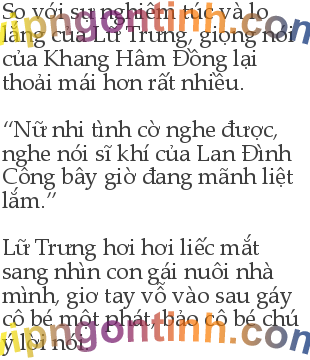 So với sự nghiêm túc và lo
lắng của Lữ Trưng, giọng nói
của Khang Hâm Đồng lại
thoải mái hơn rất nhiều.
“Nữ nhi tình cờ nghe được,
nghe nói sĩ khí của Lan Đình
Công bây giờ đang mãnh liệt
lắm.”
Lữ Trưng hơi hơi liếc mắt
sang nhìn con gái nuôi nhà
mình, giơ tay vỗ vào sau gáy
cô bé một phát, bảo cô bé chú
ý lời nói.